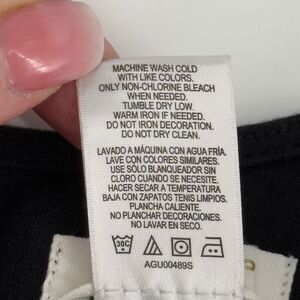 MACHINE WASH COLD
WITH LIKE COLORS.
ONLY NON-CHLORINE BLEACH
WHEN NEEDED.
TUMBLE DRY LOW.
WARM IRON IF NEEDED.
DO NOT IRON DECORATION.
DO NOT DRY CLEAN.
LAVADO A MÁQUINA CON AGUA FRÍA.
LAVE CON COLORES SIMILARES.
USE SÓLO BLANQUEADOR SIN
CLORO CUANDO SE NECESITE.
HACER SECAR A TEMPERATURA
BAJA CON ZAPATOS TENIS LIMPIOS.
PLANCHA CALIENTE.
NO PLANCHAR DECORACIONES.
NO LAVAR EN SECO.
30C
AGU00489S